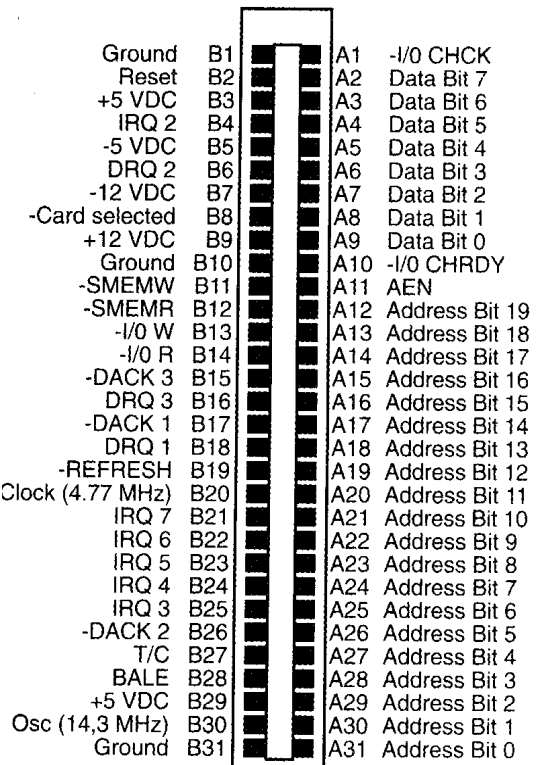 Ground B1 A1 -I/0 CHCK
Reset B2 A2 Data Bit 7
+5 VDC B3 A3 Data Bit 6
IRQ 2 B4 A4 Data Bit 5
-5 VDC B5 A5 Data Bit 4
DRQ 2 B6 A6 Data Bit 3
-12 VDC B7 A7 Data Bit 2
-Card selected B8 A8 Data Bit 1
+12 VDC B9 A9 Data Bit 0
Ground B10 A10 -I/0 CHRDY
-SMEMW B11 A11 AEN
-SMEMR B12 A12 Address Bit 19
-I/0 W B13 A13 Address Bit 18
-I/0 R B14 A14 Address Bit 17
-DACK 3 B15 A15 Address Bit 16
DRQ 3 B16 A16 Address Bit 15
-DACK 1 B17 A17 Address Bit 14
DRQ 1 B18 A18 Address Bit 13
-REFRESH B19 A19 Address Bit 12
Clock (4.77 MHz) B20 A20 Address Bit 11
IRQ 7 B21 A21 Address Bit 10
IRQ 6 B22 A22 Address Bit 9
IRQ 5 B23 A23 Address Bit 8
IRQ 4 B24 A24 Address Bit 7
IRQ 3 B25 A25 Address Bit 6
-DACK 2 B26 A26 Address Bit 5
T/C B27 A27 Address Bit 4
BALE B28 A28 Address Bit 3
+5 VDC B29 A29 Address Bit 2
Osc (14,3 MHz) B30 A30 Address Bit 1
Ground B31 A31 Address Bit 0